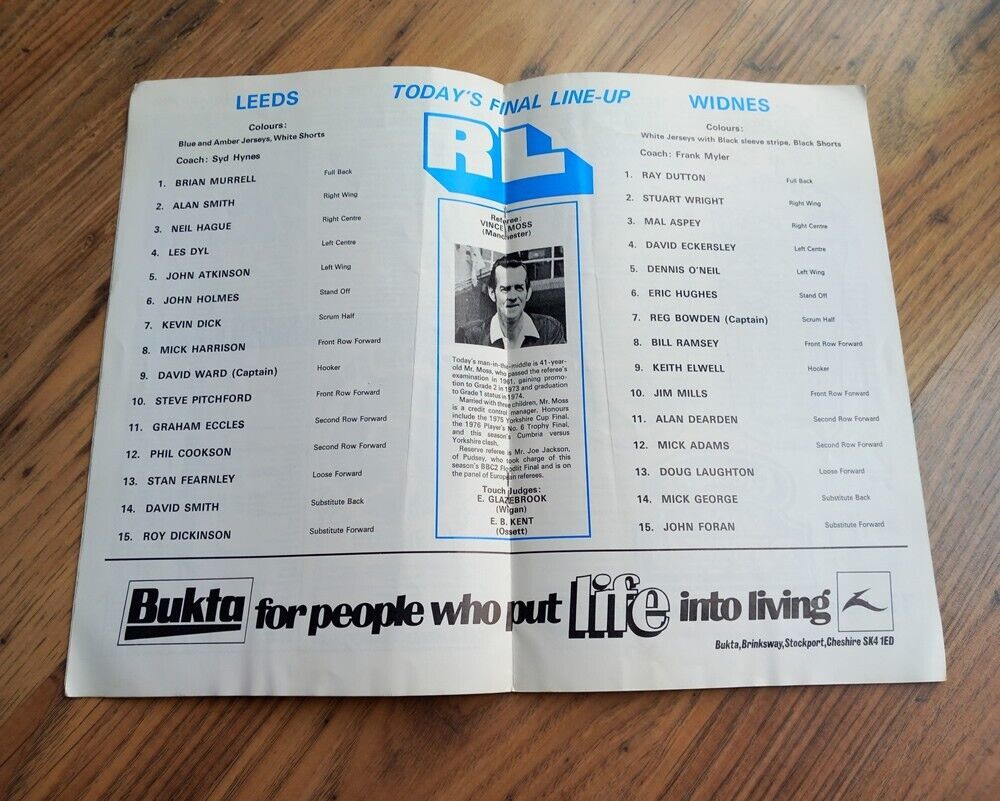 TODAY'S FINAL LINE-UP
LEEDS
Colours:
Blue and Amber Jerseys, White Shorts
Coach: Syd Hynes
1. BRIAN MURRELL Full Back
2. ALAN SMITH Right Wing
3. NEIL HAGUE Right Centre
4. LES DYL Left Centre
5. JOHN ATKINSON Left Wing
6. JOHN HOLMES Stand Off
7. KEVIN DICK Scrum Half
8. MICK HARRISON Front Row Forward
9. DAVID WARD (Captain) Hooker
10. STEVE PITCHFORD Front Row Forward
11. GRAHAM ECCLES Second Row Forward
12. PHIL COOKSON Second Row Forward
13. STAN FEARNLEY Loose Forward
14. DAVID SMITH Substitute Back
15. ROY DICKINSON Substitute Forward
RL
Referee:
VINCE MOSS
(Manchester)
Today's man-in-the-middle is 41-year-
old Mr. Moss, who passed the referee's
examination in 1961, gaining promo-
tion to Grade 2 in 1973 and graduation
to Grade 1 status in 1974.
Married with three children, Mr. Moss
is a credit control manager. Honours
include the 1975 Yorkshire Cup Final,
the 1976 Player's No. 6 Trophy Final,
and this season's Cumbria versus
Yorkshire clash.
Reserve referee is Mr. Joe Jackson,
of Pudsey, who took charge of this
season's BBC2 Floodlit Final and is on
the panel of European referees.
Touch Judges:
E. GLAZEBROOK
(Wigan)
E. B. KENT
(Ossett)
WIDNES
Colours:
White Jerseys with Black sleeve stripe, Black Shorts
Coach: Frank Myler
1. RAY DUTTON Full Back
2. STUART WRIGHT Right Wing
3. MAL ASPEY Right Centre
4. DAVID ECKERSLEY Left Centre
5. DENNIS O'NEIL Left Wing
6. ERIC HUGHES Stand Off
7. REG BOWDEN (Captain) Scrum Half
8. BILL RAMSEY Front Row Forward
9. KEITH ELWELL Hooker
10. JIM MILLS Front Row Forward
11. ALAN DEARDEN Second Row Forward
12. MICK ADAMS Second Row Forward
13. DOUG LAUGHTON Loose Forward
14. MICK GEORGE Substitute Back
15. JOHN FORAN Substitute Forward
Bukta for people who put life into living
Bukta, Brinksway, Stockport, Cheshire SK4 1ED